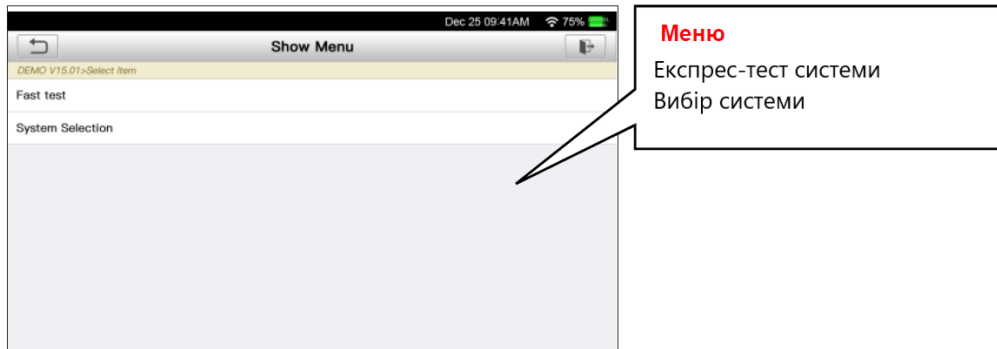 Dec 25 09:41AM 75%
Show Menu
DEMO V15.01>Select Item
Fast test
System Selection
Меню
Експрес-тест системи
Вибір системи